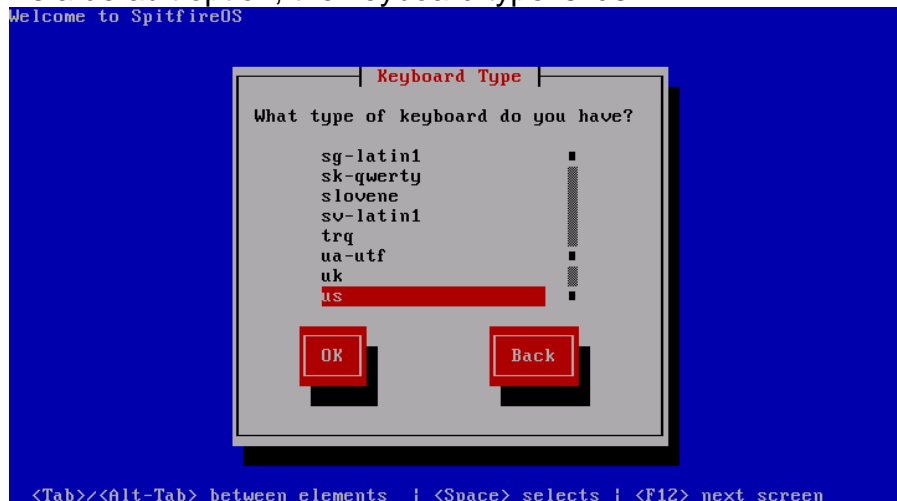 Welcome to SpitfireOS
Keyboard Type
What type of keyboard do you have?
sg-latin1
sk-qwerty
slovene
sv-latin1
trq
ua-utf
uk
us
OK
Back
<Tab>/<Alt-Tab> between elements | <Space> selects | <F12> next screen